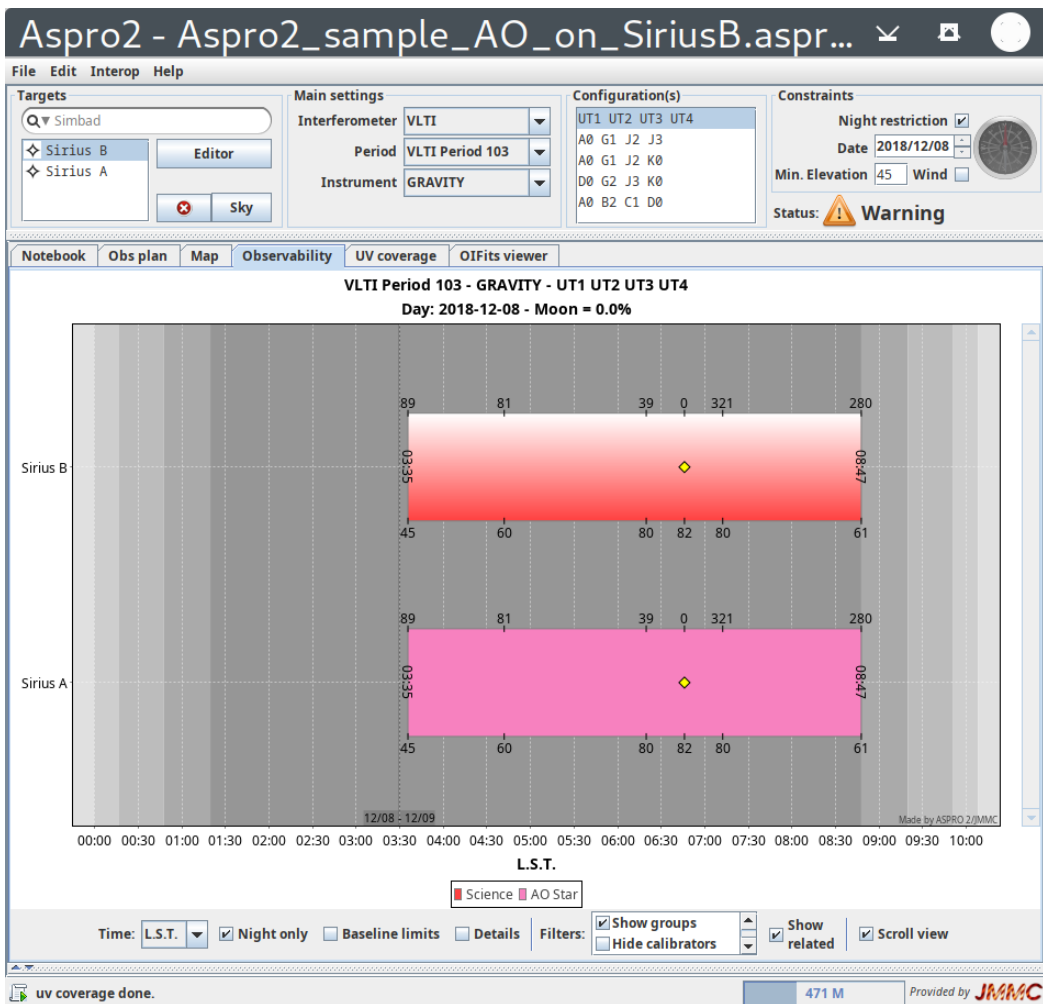 Aspro2 - Aspro2_sample_AO_on_SiriusB.aspr...
File Edit Interop Help
Targets
Simbad
Sirius B
Sirius A
Editor
Sky
Main settings
Interferometer VLTI
Period VLTI Period 103
Instrument GRAVITY
Configuration(s)
UT1 UT2 UT3 UT4
A0 G1 J2 J3
A0 G1 J2 K0
D0 G2 J3 K0
A0 B2 C1 D0
Constraints
Night restriction
Date 2018/12/08
Min. Elevation 45 Wind
Status: Warning
Notebook Obs plan Map Observability UV coverage OIFits viewer
VLTI Period 103 - GRAVITY - UT1 UT2 UT3 UT4
Day: 2018-12-08 - Moon = 0.0%
89 81 39 0 321 280
Sirius B 03:35 08:47
45 60 80 82 80 61
89 81 39 0 321 280
Sirius A 03:35 08:47
45 60 80 82 80 61
12/08 - 12/09
Made by ASPRO 2/JMMC
00:00 00:30 01:00 01:30 02:00 02:30 03:00 03:30 04:00 04:30 05:00 05:30 06:00 06:30 07:00 07:30 08:00 08:30 09:00 09:30 10:00
L.S.T.
Science AO Star
Time: L.S.T. Night only Baseline limits Details Filters: Show groups
Hide calibrators
Show related
Scroll view
uv coverage done.
471 M
Provided by JMMC